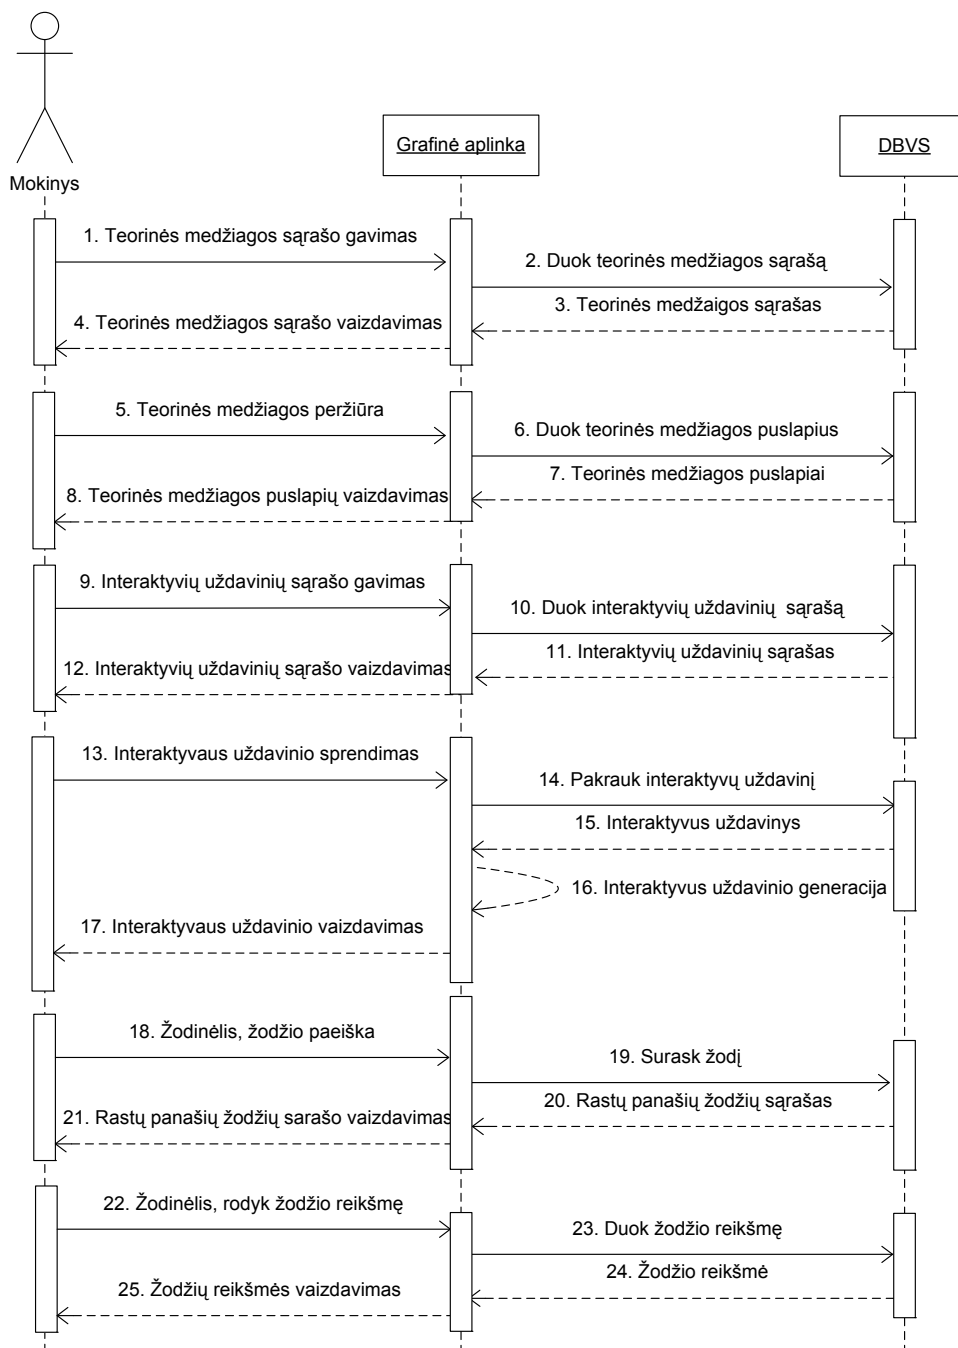 Mokinys
Grafinė aplinka
DBVS
1. Teorinės medžiagos sąrašo gavimas
2. Duok teorinės medžiagos sąrašą
3. Teorinės medžaigos sąrašas
4. Teorinės medžiagos sąrašo vaizdavimas
5. Teorinės medžiagos peržiūra
6. Duok teorinės medžiagos puslapius
7. Teorinės medžiagos puslapiai
8. Teorinės medžiagos puslapių vaizdavimas
9. Interaktyvių uždavinių sąrašo gavimas
10. Duok interaktyvių uždavinių  sąrašą
11. Interaktyvių uždavinių sąrašas
12. Interaktyvių uždavinių sąrašo vaizdavimas
13. Interaktyvaus uždavinio sprendimas
14. Pakrauk interaktyvų uždavinį
15. Interaktyvus uždavinys
16. Interaktyvus uždavinio generacija
17. Interaktyvaus uždavinio vaizdavimas
18. Žodinėlis, žodžio paeiška
19. Surask žodį
20. Rastų panašių žodžių sąrašas
21. Rastų panašių žodžių sarašo vaizdavimas
22. Žodinėlis, rodyk žodžio reikšmę
23. Duok žodžio reikšmę
24. Žodžio reikšmė
25. Žodžių reikšmės vaizdavimas